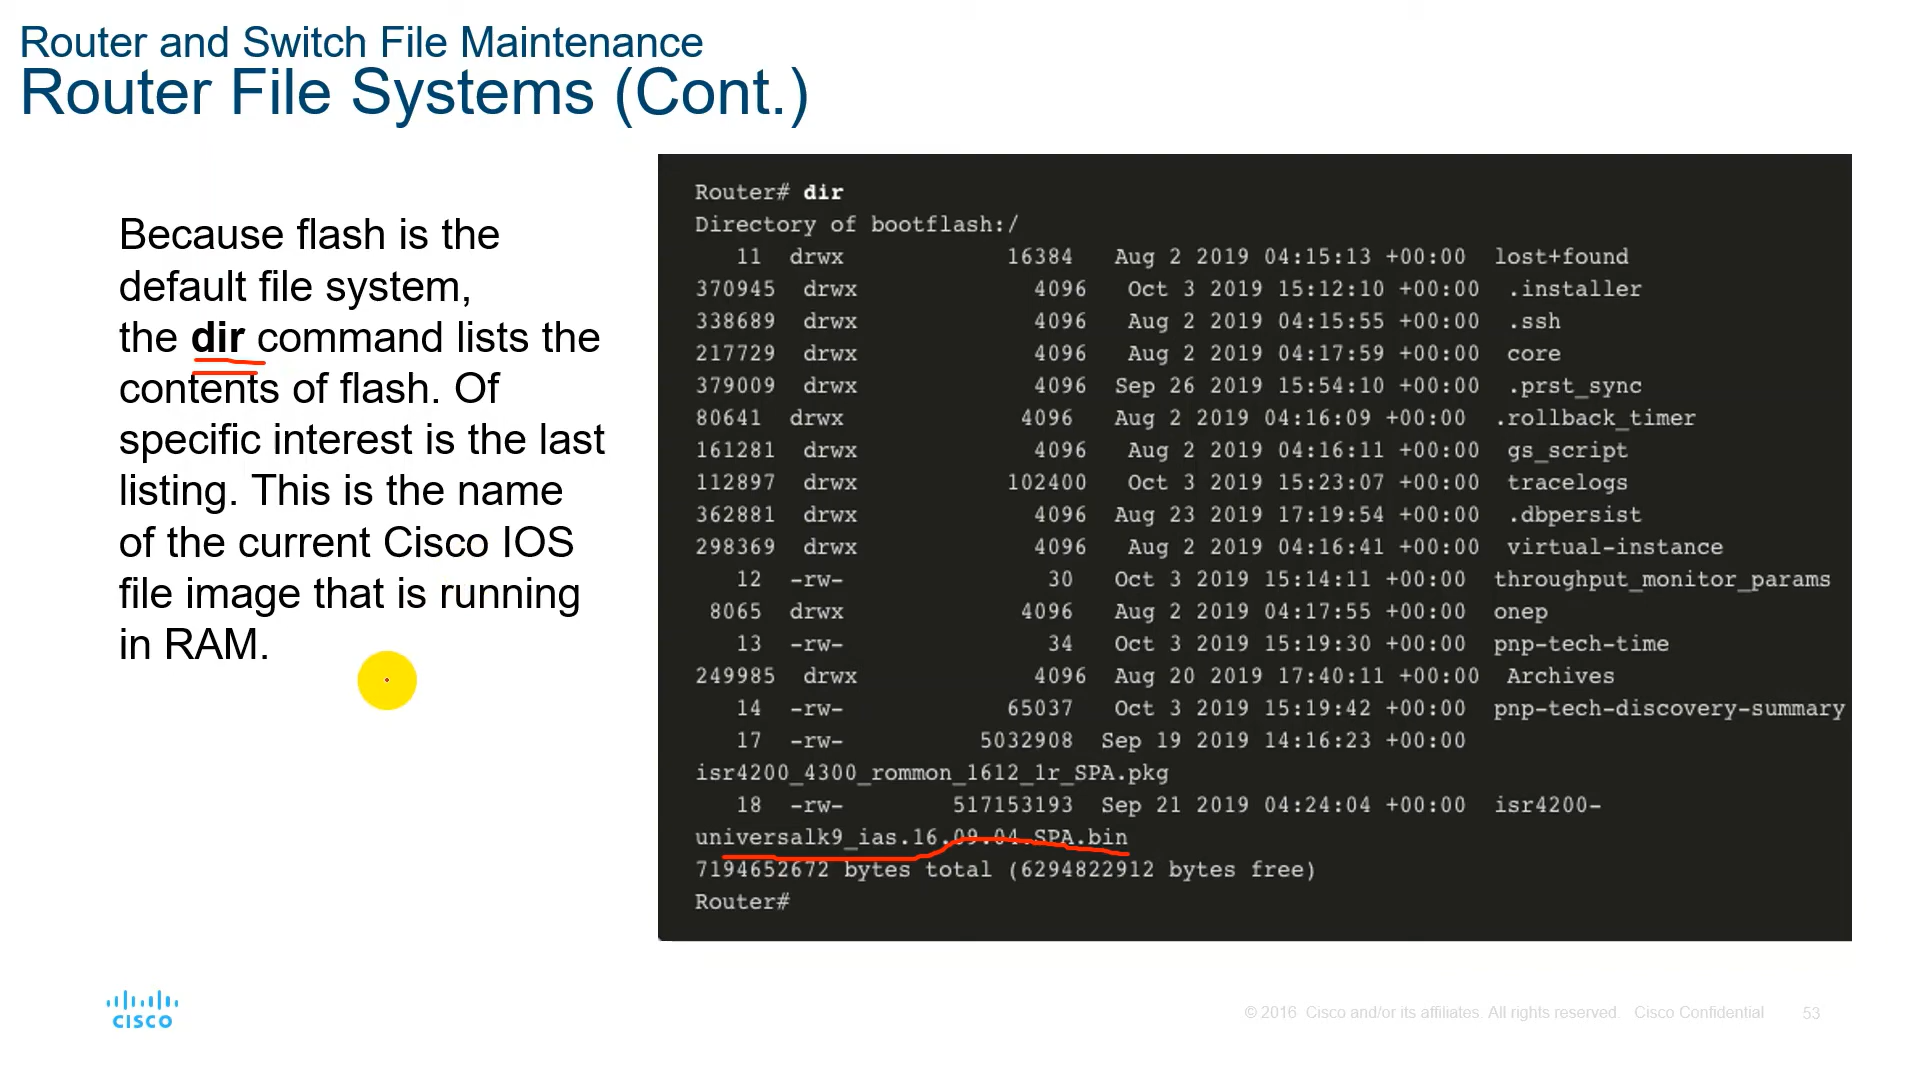 Router and Switch File Maintenance
Router File Systems (Cont.)
Because flash is the
default file system,
the dir command lists the
contents of flash. Of
specific interest is the last
listing. This is the name
of the current Cisco IOS
file image that is running
in RAM.
Router# dir
Directory of bootflash:/
11 drwx 16384 Aug 2 2019 04:15:13 +00:00 lost+found
370945 drwx 4096 Oct 3 2019 15:12:10 +00:00 .installer
338689 drwx 4096 Aug 2 2019 04:15:55 +00:00 .ssh
217729 drwx 4096 Aug 2 2019 04:17:59 +00:00 core
379009 drwx 4096 Sep 26 2019 15:54:10 +00:00 .prst_sync
80641 drwx 4096 Aug 2 2019 04:16:09 +00:00 .rollback_timer
161281 drwx 4096 Aug 2 2019 04:16:11 +00:00 gs_script
112897 drwx 102400 Oct 3 2019 15:23:07 +00:00 tracelogs
362881 drwx 4096 Aug 23 2019 17:19:54 +00:00 .dbpersist
298369 drwx 4096 Aug 2 2019 04:16:41 +00:00 virtual-instance
12 -rw- 30 Oct 3 2019 15:14:11 +00:00 throughput_monitor_params
8065 drwx 4096 Aug 2 2019 04:17:55 +00:00 onep
13 -rw- 34 Oct 3 2019 15:19:30 +00:00 pnp-tech-time
249985 drwx 4096 Aug 20 2019 17:40:11 +00:00 Archives
14 -rw- 65037 Oct 3 2019 15:19:42 +00:00 pnp-tech-discovery-summary
17 -rw- 5032908 Sep 19 2019 14:16:23 +00:00
isr4200_4300_rommon_1612_1r_SPA.pkg
18 -rw- 517153193 Sep 21 2019 04:24:04 +00:00 isr4200-
universalk9_ias.16.09.04.SPA.bin
7194652672 bytes total (6294822912 bytes free)
Router#
CISCO
© 2016 Cisco and/or its affiliates. All rights reserved. Cisco Confidential 53